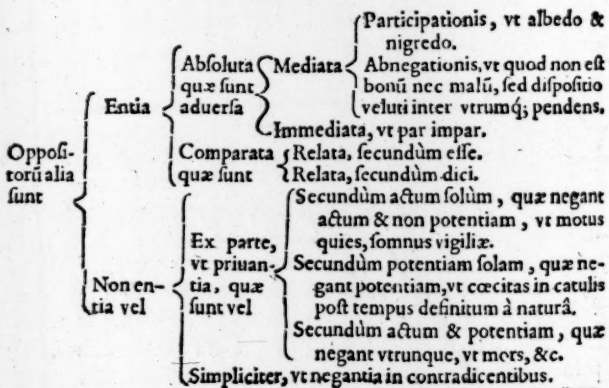 Oppositorũ alia
sunt
Entia
Absoluta
quæ sunt
aduersa
Mediata
Participationis, vt albedo &
nigredo.
Abnegationis, vt quod non est
bonũ nec malũ, sed dispositio
veluti inter vtrumq; pendens.
Immediata, vt par impar.
Comparata
quæ sunt
Relata, secundùm esse.
Relata, secundùm dici.
Non en-
tia vel
Ex parte,
vt priuan-
tia, quæ
sunt vel
Secundùm actum solùm, quæ negant
actum & non potentiam, vt motus
quies, somnus vigiliæ.
Secundùm potentiam solam, quæ ne-
gant potentiam, vt cœcitas in catulis
post tempus definitum à naturâ.
Secundùm actum & potentiam, quæ
negant vtrunque, vt mors, &c.
Simpliciter, vt negantia in contradicentibus.